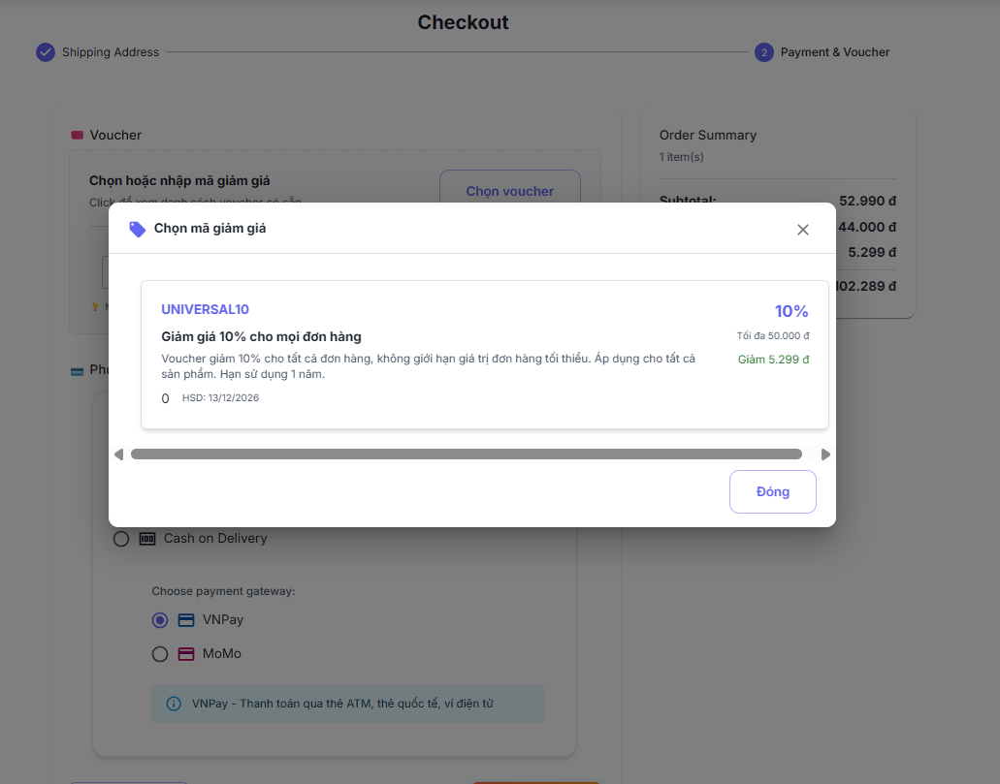 Checkout
Shipping Address
2 Payment & Voucher
Voucher
Chọn hoặc nhập mã giảm giá
Click để xem danh sách voucher có sẵn
Chọn voucher
Order Summary
1 item(s)
Subtotal: 52.990 đ
44.000 đ
5.299 đ
102.289 đ
Chọn mã giảm giá
UNIVERSAL10
10%
Giảm giá 10% cho mọi đơn hàng
Tối đa 50.000 đ
Voucher giảm 10% cho tất cả đơn hàng, không giới hạn giá trị đơn hàng tối thiểu. Áp dụng cho tất cả
sản phẩm. Hạn sử dụng 1 năm.
Giảm 5.299 đ
0 HSD: 13/12/2026
Đóng
Cash on Delivery
Choose payment gateway:
VNPay
MoMo
VNPay - Thanh toán qua thẻ ATM, thẻ quốc tế, ví điện tử